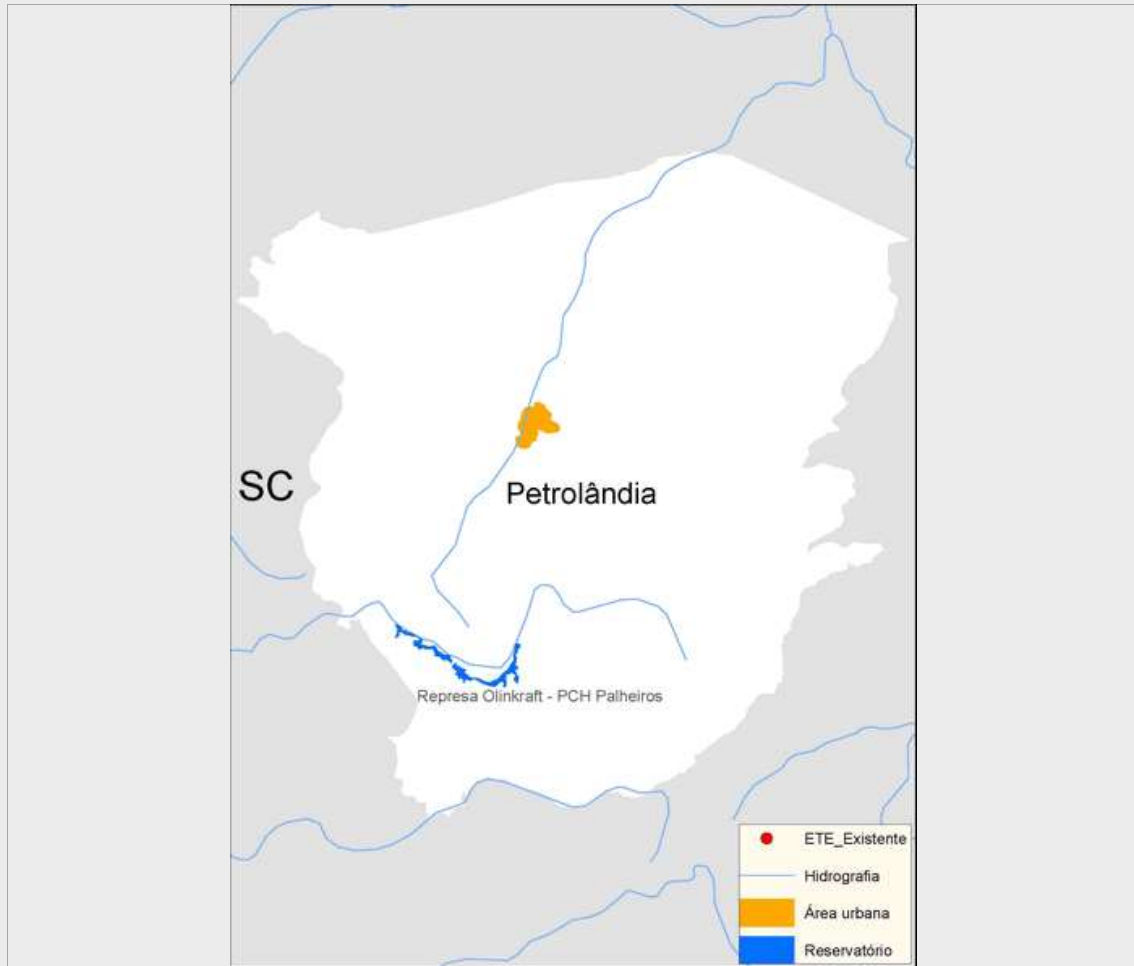 SC
Petrolândia
Represa Olinkraft - PCH Palheiros
ETE_Existente
Hidrografia
Área urbana
Reservatório